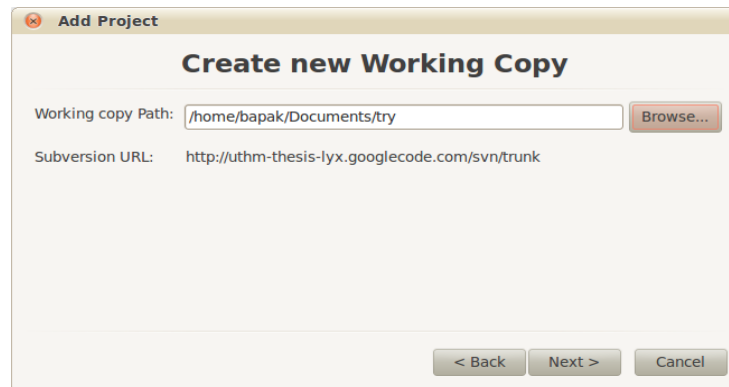 Add Project
Create new Working Copy
Working copy Path: /home/bapak/Documents/try Browse...
Subversion URL: http://uthm-thesis-lyx.googlecode.com/svn/trunk
< Back Next > Cancel